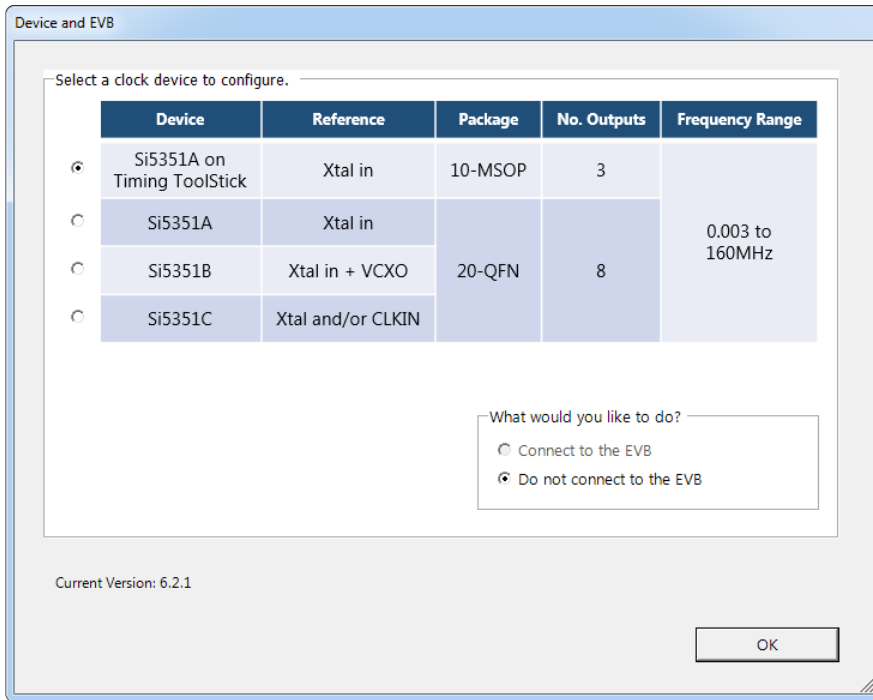 Device and EVB
Select a clock device to configure.
Device Reference Package No. Outputs Frequency Range
Si5351A on
Timing ToolStick
Xtal in 10-MSOP 3
Si5351A Xtal in
0.003 to
160MHz
Si5351B Xtal in + VCXO 20-QFN 8
Si5351C Xtal and/or CLKIN
What would you like to do?
Connect to the EVB
Do not connect to the EVB
Current Version: 6.2.1
OK